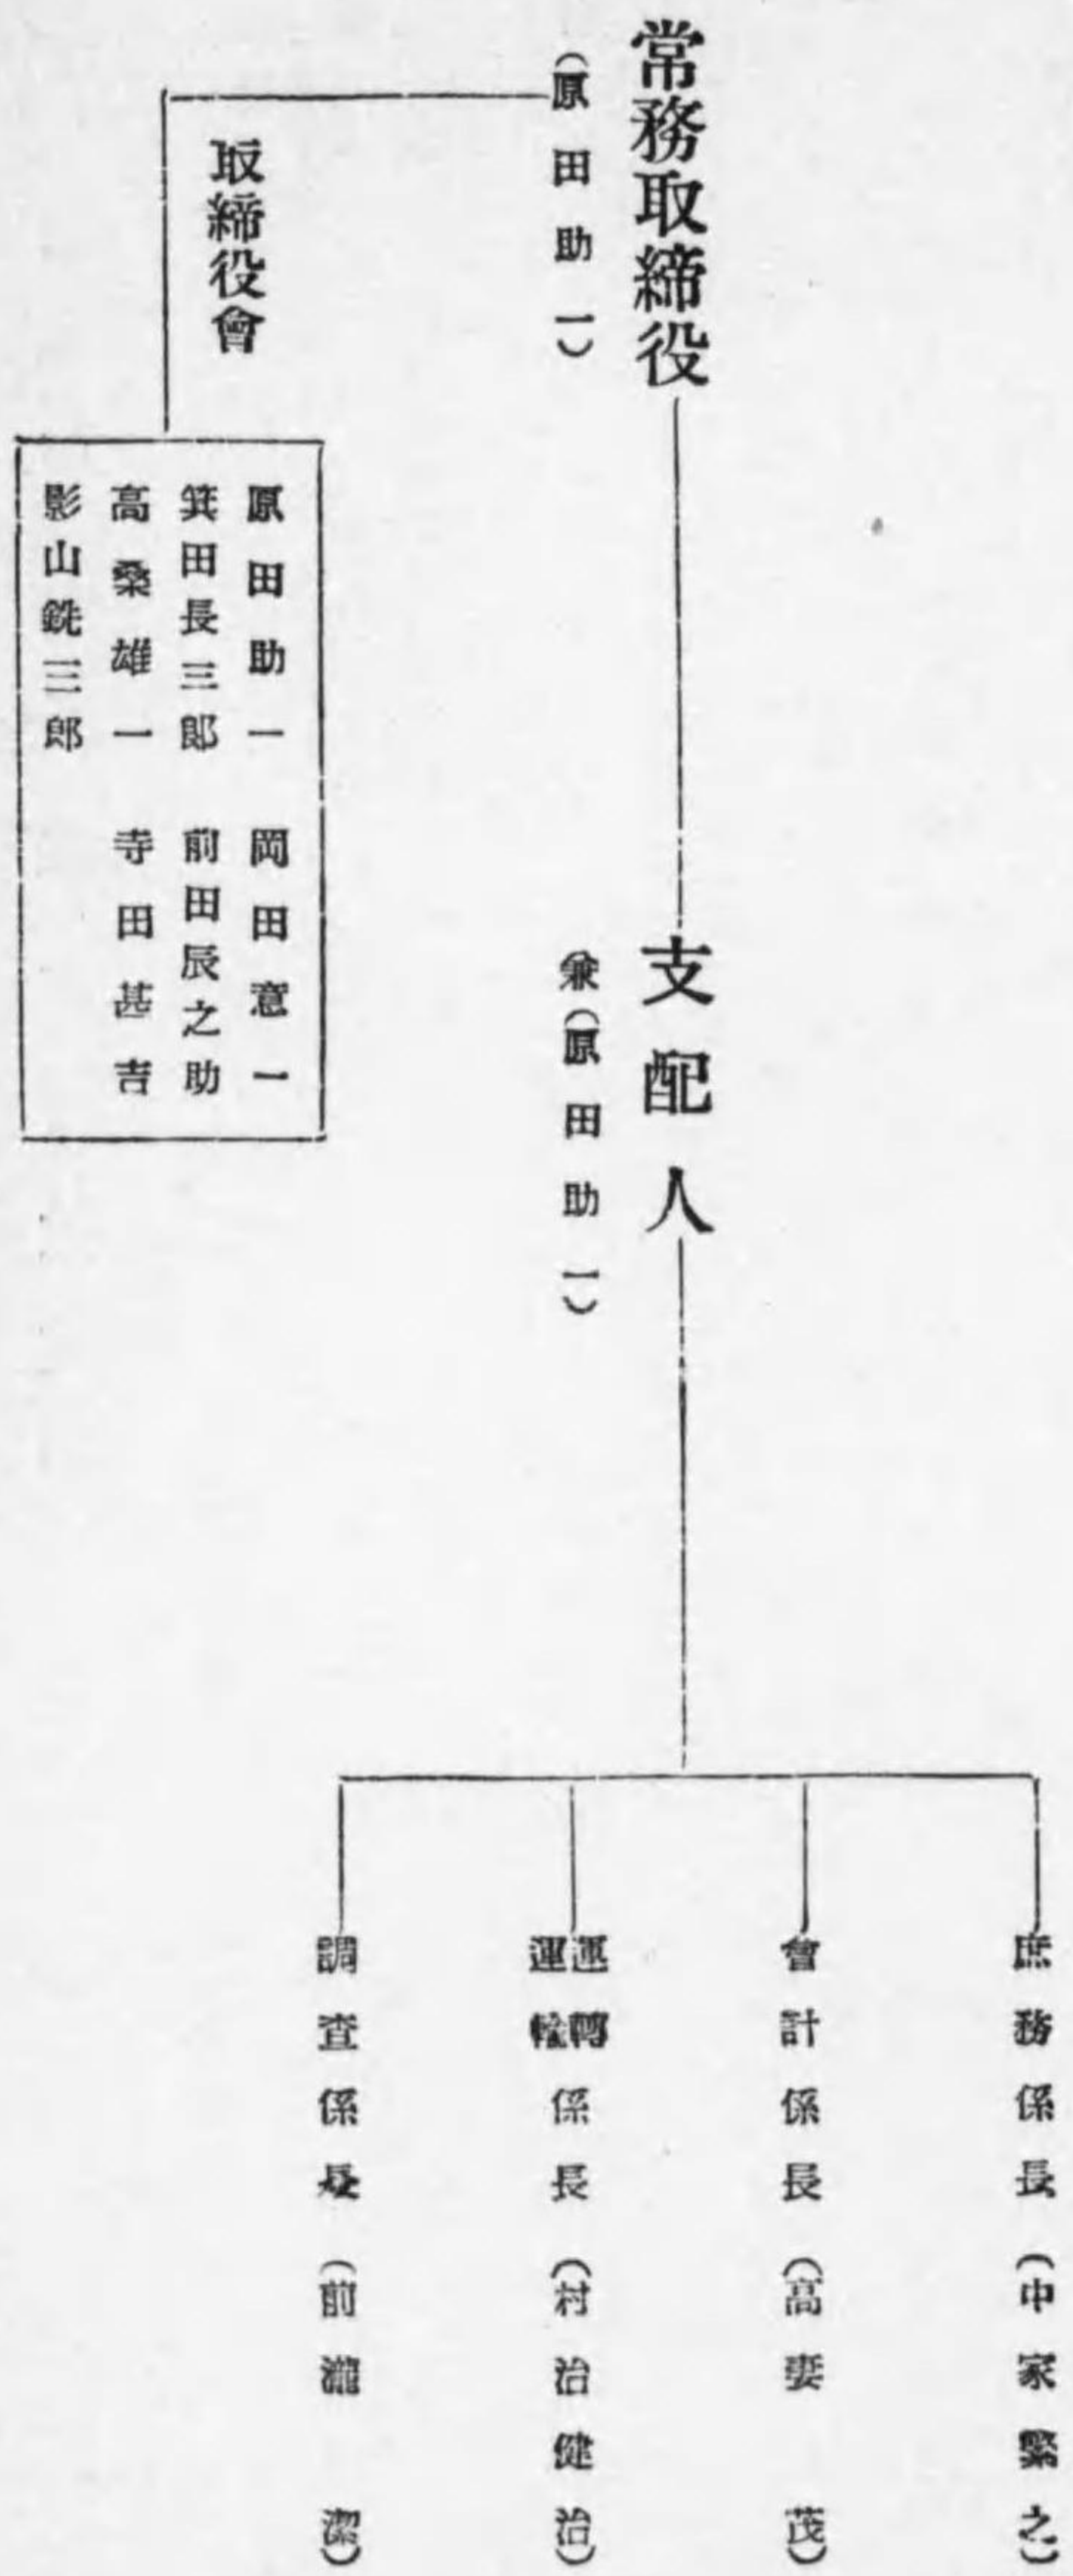 常務取締役
(原田助一)
取締役會
原田助一 岡田意一
箕田長三郎 前田辰之助
高桑雄一 寺田甚吉
影山銑三郎
支配人
兼(原田助一)
庶務係長(中家繁之)
會計係長(高妻 茂)
運轉
運輸
係長(村治健治)
調査係長(前瀧 潔)